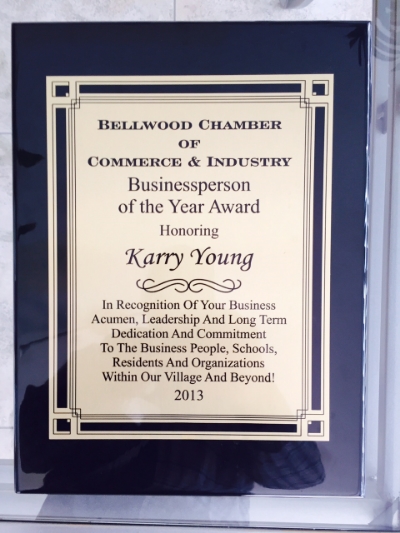 BELLWOOD CHAMBER
OF
COMMERCE & INDUSTRY
Businessperson
of the Year Award
Honoring
Karry Young
In Recognition Of Your Business
Acumen, Leadership And Long Term
Dedication And Commitment
To The Business People, Schools,
Residents And Organizations
Within Our Village And Beyond!
2013